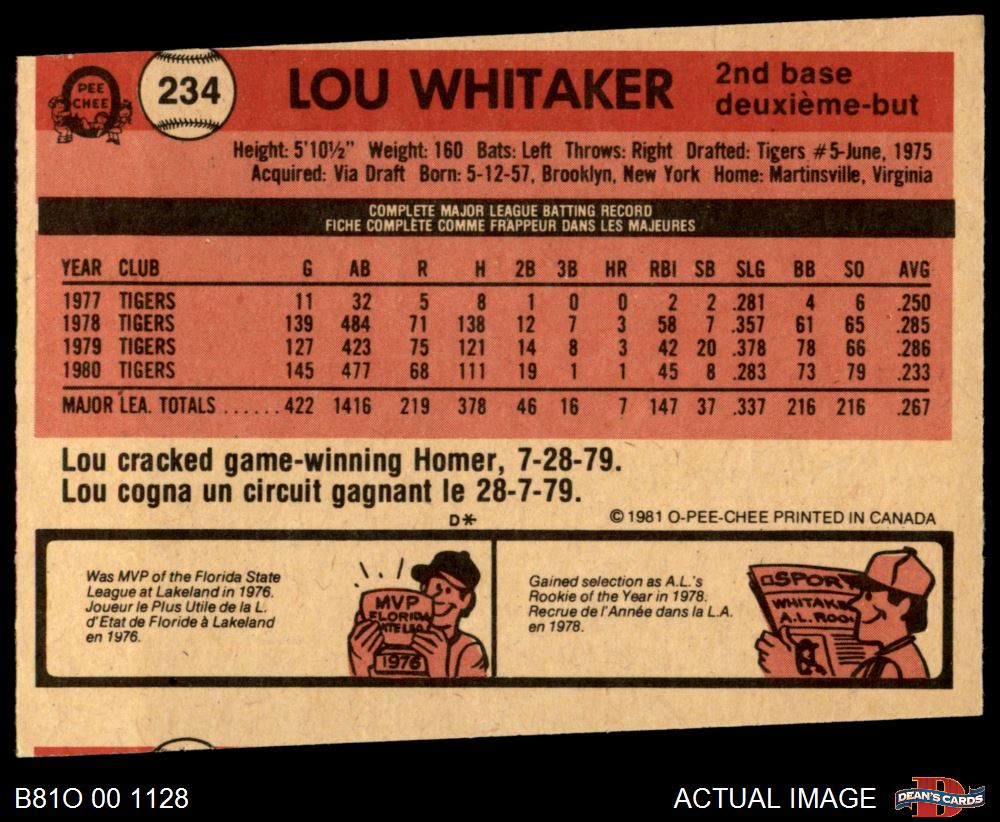 PEE
CHEE
234
LOU WHITAKER
2nd base
deuxième-but
Height: 5'10½" Weight: 160 Bats: Left Throws: Right Drafted: Tigers #5-June, 1975
Acquired: Via Draft Born: 5-12-57, Brooklyn, New York Home: Martinsville, Virginia
COMPLETE MAJOR LEAGUE BATTING RECORD
FICHE COMPLÈTE COMME FRAPPEUR DANS LES MAJEURES
YEAR CLUB G AB R H 2B 3B HR RBI SB SLG BB SO AVG
1977 TIGERS 11 32 5 8 1 0 0 2 2 .281 4 6 .250
1978 TIGERS 139 484 71 138 12 7 3 58 7 .357 61 65 .285
1979 TIGERS 127 423 75 121 14 8 3 42 20 .378 78 66 .286
1980 TIGERS 145 477 68 111 19 1 1 45 8 .283 73 79 .233
MAJOR LEA. TOTALS ...... 422 1416 219 378 46 16 7 147 37 .337 216 216 .267
Lou cracked game-winning Homer, 7-28-79.
Lou cogna un circuit gagnant le 28-7-79.
D*
© 1981 O-PEE-CHEE PRINTED IN CANADA
Was MVP of the Florida State
League at Lakeland in 1976.
Joueur le Plus Utile de la L.
d'Etat de Floride à Lakeland
en 1976.
MVP
FLORIDA
1976
Gained selection as A.L.'s
Rookie of the Year in 1978.
Recrue de l'Année dans la L.A.
en 1978.
SPORT
WHITAKE
A.L. ROO
B81O 00 1128
ACTUAL IMAGE
DEAN'S CARDS